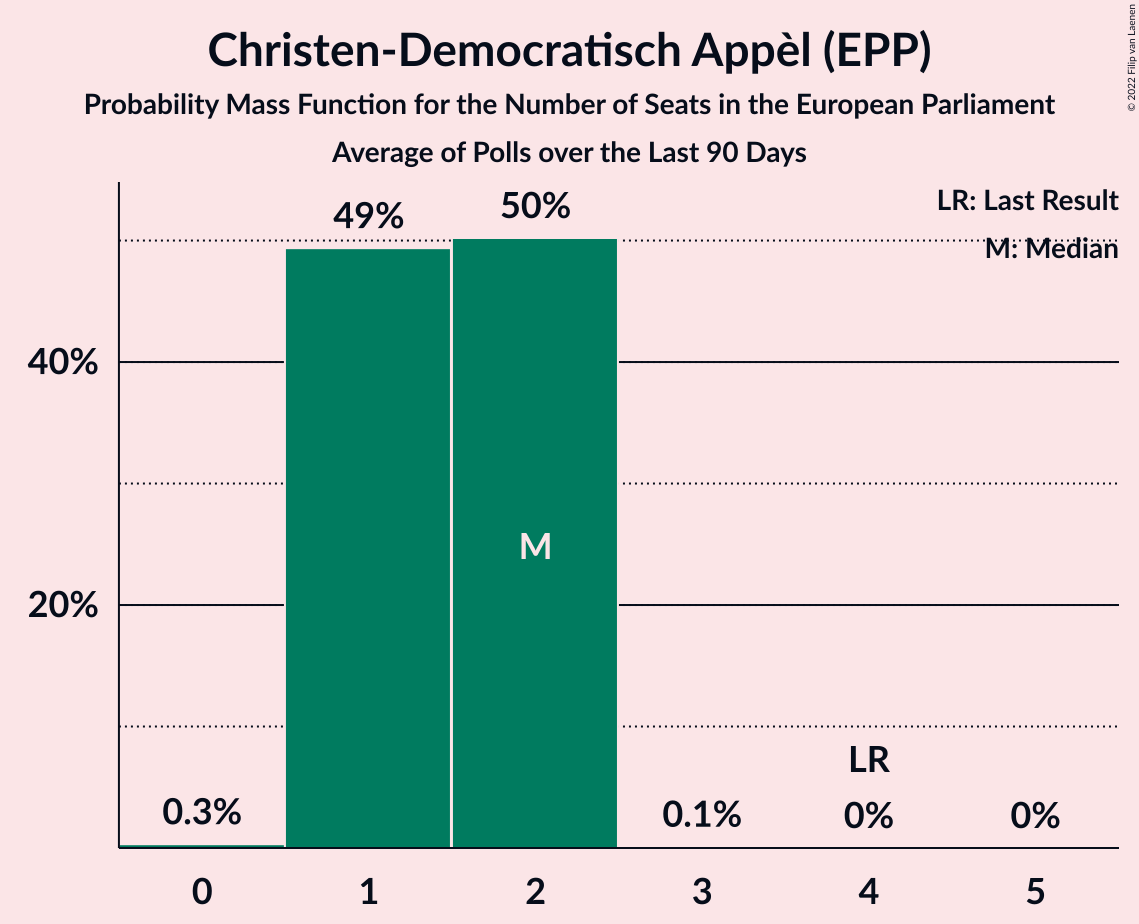 Christen-Democratisch Appèl (EPP)
Probability Mass Function for the Number of Seats in the European Parliament
Average of Polls over the Last 90 Days
© 2022 Filip van Laenen
LR: Last Result
M: Median
49%
50%
40%
M
20%
LR
0.3%
0.1%
0%
0%
0
1
2
3
4
5